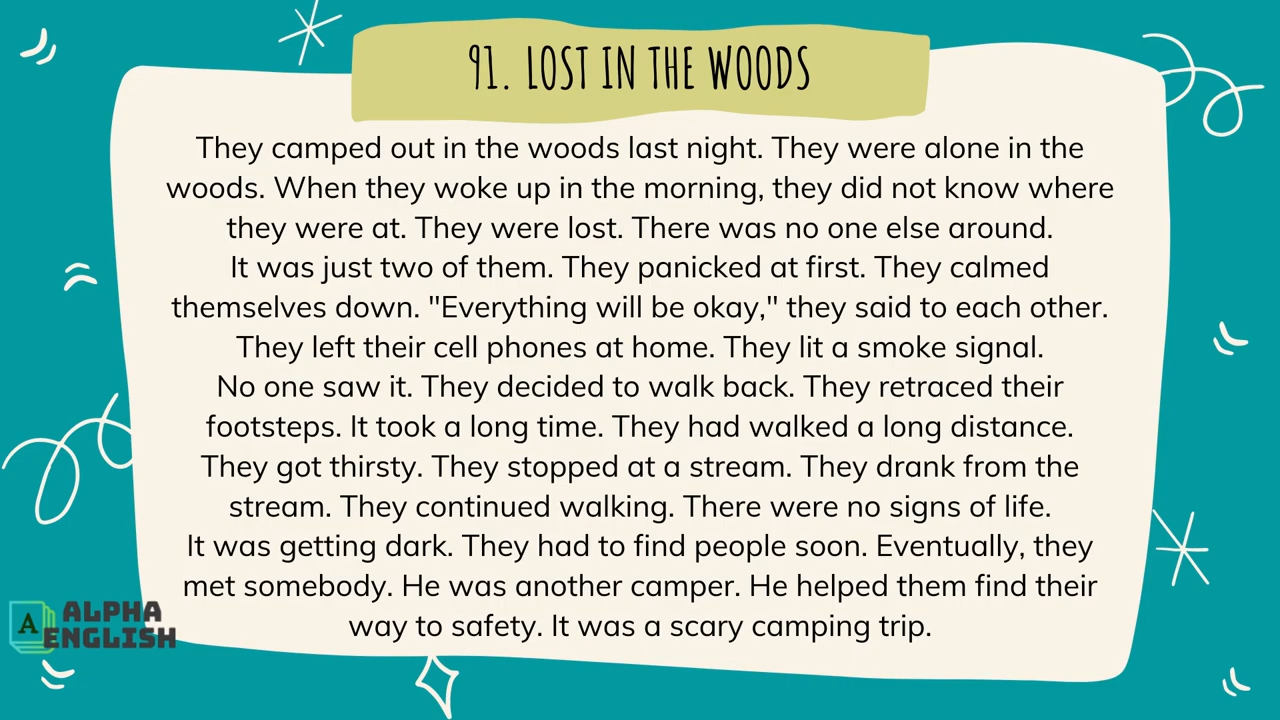 91. LOST IN THE WOODS
They camped out in the woods last night. They were alone in the
woods. When they woke up in the morning, they did not know where
they were at. They were lost. There was no one else around.
It was just two of them. They panicked at first. They calmed
themselves down. "Everything will be okay," they said to each other.
They left their cell phones at home. They lit a smoke signal.
No one saw it. They decided to walk back. They retraced their
footsteps. It took a long time. They had walked a long distance.
They got thirsty. They stopped at a stream. They drank from the
stream. They continued walking. There were no signs of life.
It was getting dark. They had to find people soon. Eventually, they
met somebody. He was another camper. He helped them find their
way to safety. It was a scary camping trip.
A ALPHA
ENGLISH